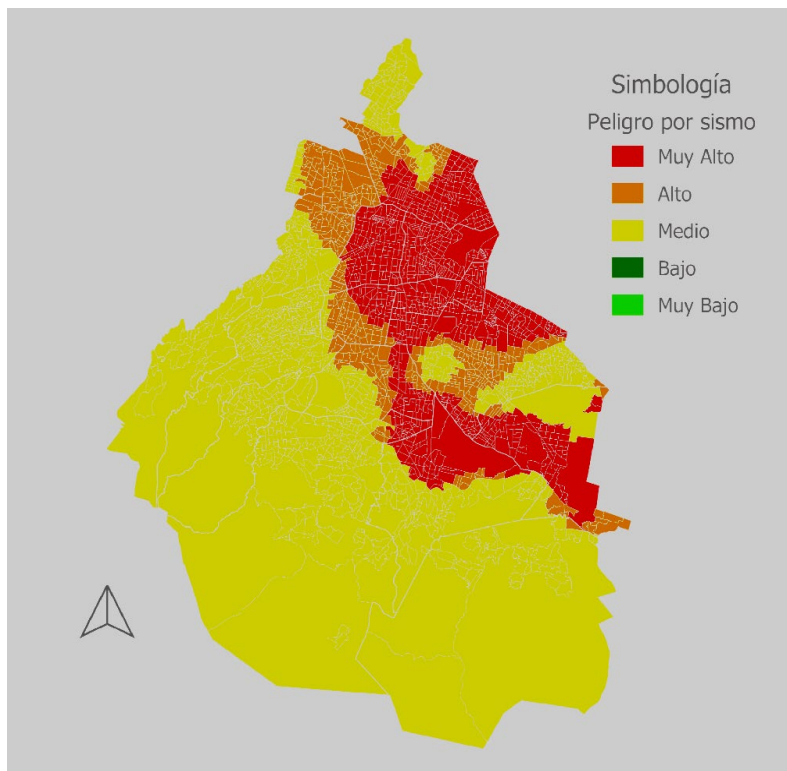 Simbología
Peligro por sismo
Muy Alto
Alto
Medio
Bajo
Muy Bajo